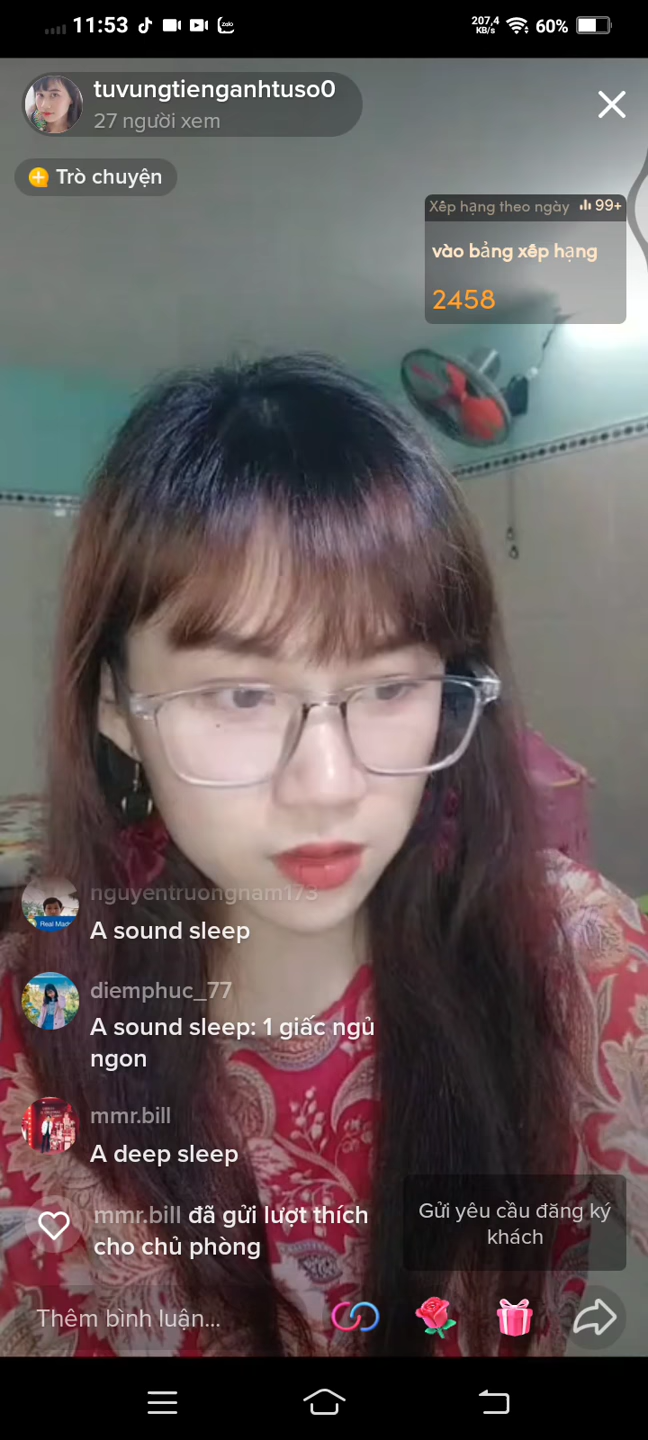 11:53
207,4
KB/s
60%
Zalo
tuvungtienganhtuso0
27 người xem
Trò chuyện
Xếp hạng theo ngày 99+
vào bảng xếp hạng
2458
nguyentruongnam173
A sound sleep
diemphuc_77
A sound sleep: 1 giấc ngủ
ngon
mmr.bill
A deep sleep
mmr.bill đã gửi lượt thích
cho chủ phòng
Gửi yêu cầu đăng ký
khách
Thêm bình luận...